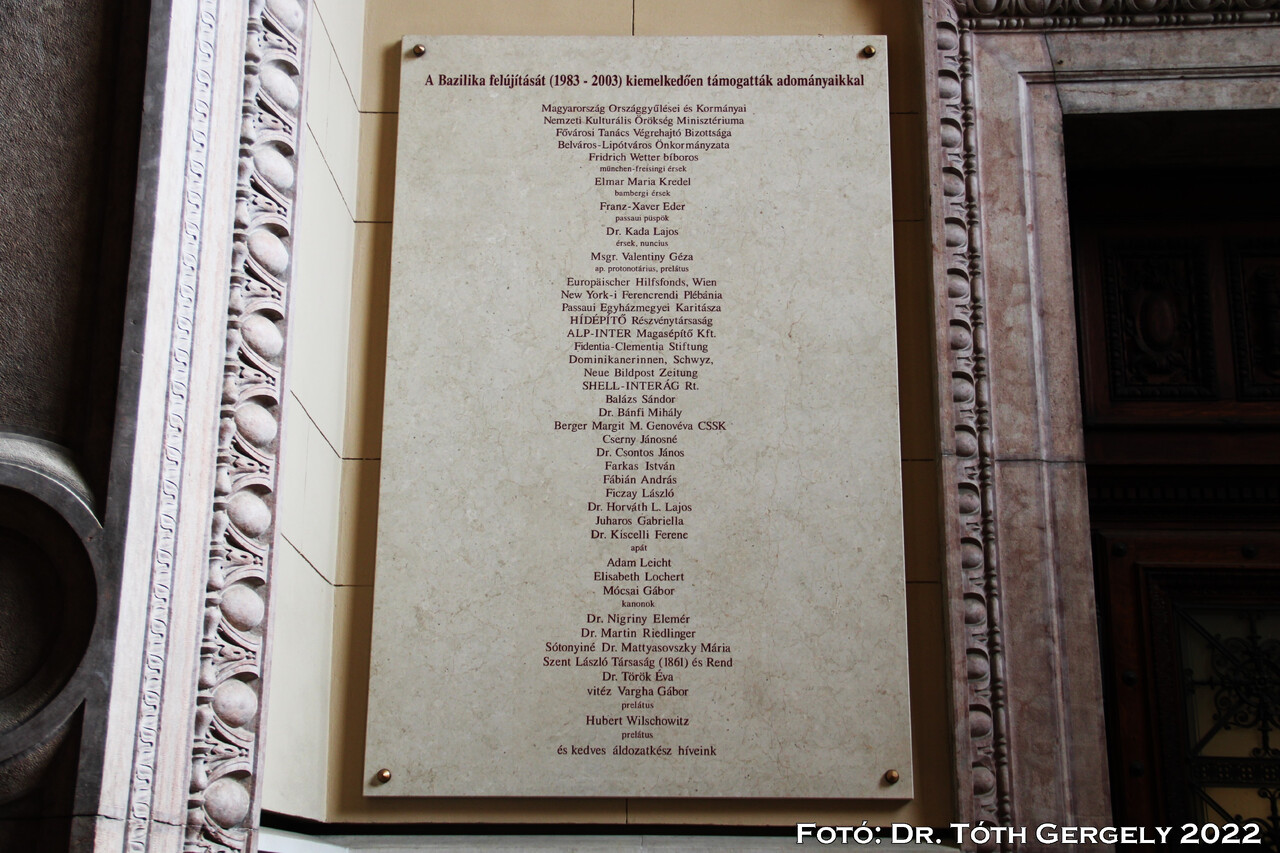 A Bazilika felújítását (1983 - 2003) kiemelkedően támogatták adományaikkal
Magyarország Országgyűlései és Kormányai
Nemzeti Kulturális Örökség Minisztériuma
Fővárosi Tanács Végrehajtó Bizottsága
Belváros-Lipótváros Önkormányzata
Fridrich Wetter bíboros
münchen-freisingi érsek
Elmar Maria Kredel
bambergi érsek
Franz-Xaver Eder
passaui püspök
Dr. Kada Lajos
érsek, nuncius
Msgr. Valentiny Géza
ap. protonotárius, prelátus
Europäischer Hilfsfonds, Wien
New York-i Ferencrendi Plébánia
Passaui Egyházmegyei Karitásza
HÍDÉPÍTŐ Részvénytársaság
ALP-INTER Magasépítő Kft.
Fidentia-Clementia Stiftung
Dominikanerinnen, Schwyz,
Neue Bildpost Zeitung
SHELL-INTERÁG Rt.
Balázs Sándor
Dr. Bánfi Mihály
Berger Margit M. Genovéva CSSK
Cserny Jánosné
Dr. Csontos János
Farkas István
Fábián András
Ficzay László
Dr. Horváth L. Lajos
Juharos Gabriella
Dr. Kiscelli Ferenc
apát
Adam Leicht
Elisabeth Lochert
Mócsai Gábor
kanonok
Dr. Nigriny Elemér
Dr. Martin Riedlinger
Sótonyiné Dr. Mattyasovszky Mária
Szent László Társaság (1861) és Rend
Dr. Török Éva
vitéz Vargha Gábor
prelátus
Hubert Wilschowitz
prelátus
és kedves áldozatkész híveink
Fotó: Dr. Tóth Gergely 2022